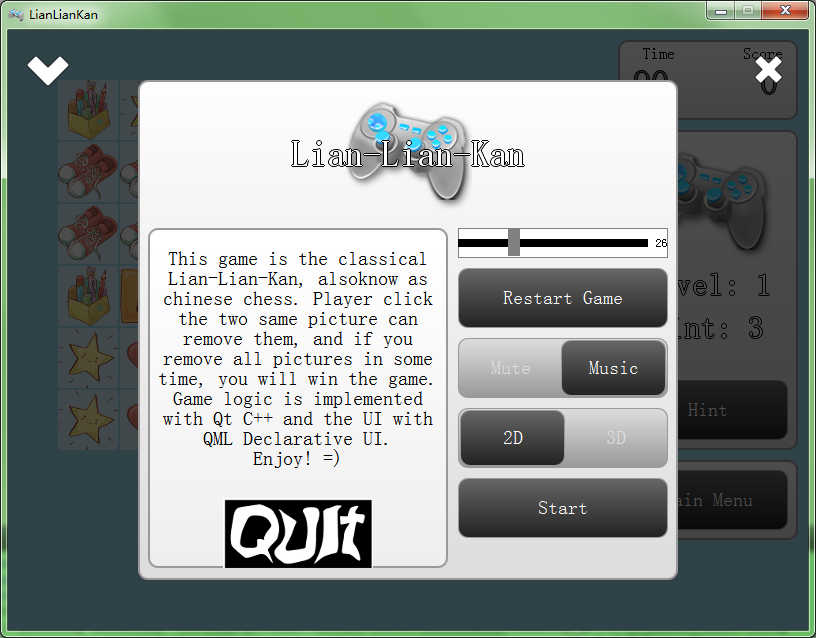 LianLianKan
Time
Score
0
Lian-Lian-Kan
This game is the classical
Lian-Lian-Kan, alsoknow as
chinese chess. Player click
the two same picture can
remove them, and if you
remove all pictures in some
time, you will win the game.
Game logic is implemented
with Qt C++ and the UI with
QML Declarative UI.
Enjoy! =)
QUIt
26
Restart Game
Mute
Music
2D
3D
Start
vel: 1
int: 3
Hint
ain Menu